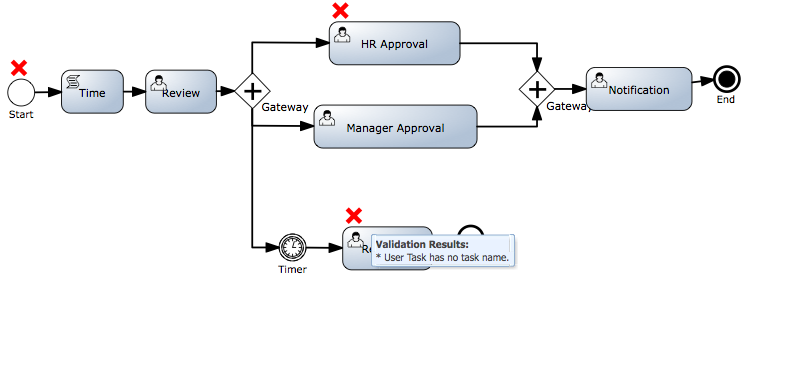 HR Approval
Time
Review
Gateway
Start
Manager Approval
Gateway
Notification
End
Timer
Validation Results:
* User Task has no task name.